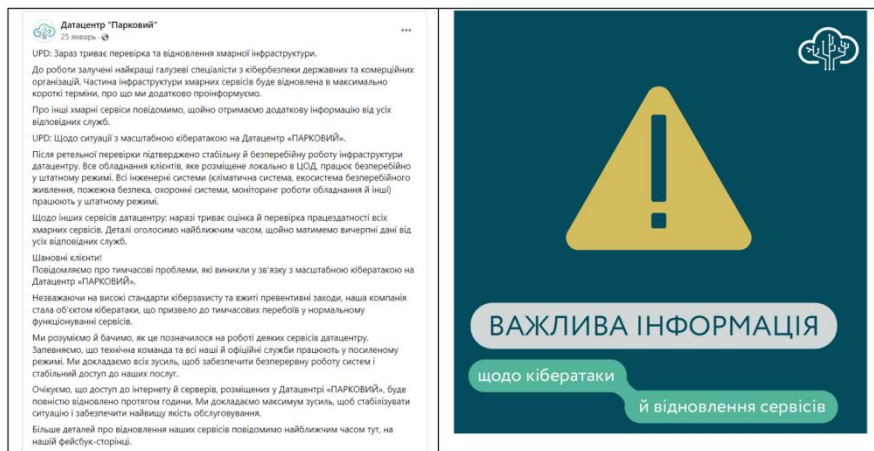 Датацентр "Парковий"
25 январь
UPD: Зараз триває перевірка та відновлення хмарної інфраструктури.
До роботи залучені найкращі галузеві спеціалісти з кібербезпеки державних та комерційних
організацій. Частина інфраструктури хмарних сервісів буде відновлена в максимально
короткі терміни, про що ми додатково проінформуємо.
Про інші хмарні сервіси повідомимо, щойно отримаємо додаткову інформацію від усіх
відповідних служб.
UPD: Щодо ситуації з масштабною кібератакою на Датацентр «ПАРКОВИЙ».
Після ретельної перевірки підтверджено стабільну й безперебійну роботу інфраструктури
датацентру. Все обладнання клієнтів, яке розміщене локально в ЦОД, працює безперебійно
у штатному режимі. Всі інженерні системи (кліматична система, екосистема безперебійного
живлення, пожежна безпека, охоронні системи, моніторинг роботи обладнання й інші)
працюють у штатному режимі.
Щодо інших сервісів датацентру: наразі триває оцінка й перевірка працездатності всіх
хмарних сервісів. Деталі оголосимо найближчим часом, щойно матимемо вичерпні дані від
усіх відповідних служб.
Шановні клієнти!
Повідомляємо про тимчасові проблеми, які виникли у зв'язку з масштабною кібератакою на
Датацентр «ПАРКОВИЙ».
Незважаючи на високі стандарти кіберзахисту та вжиті превентивні заходи, наша компанія
стала об'єктом кібератаки, що призвело до тимчасових перебоїв у нормальному
функціонуванні сервісів.
Ми розуміємо й бачимо, як це позначилося на роботі деяких сервісів датацентру.
Запевняємо, що технічна команда та всі наші й офіційні служби працюють у посиленому
режимі. Ми докладаємо всіх зусиль, щоб забезпечити безперервну роботу систем і
стабільний доступ до наших послуг.
Очікуємо, що доступ до інтернету й серверів, розміщених у Датацентрі «ПАРКОВИЙ», буде
повністю відновлено протягом години. Ми докладаємо максимум зусиль, щоб стабілізувати
ситуацію і забезпечити найвищу якість обслуговування.
Більше деталей про відновлення наших сервісів повідомимо найближчим часом тут, на
нашій фейсбук-сторінці.
ВАЖЛИВА ІНФОРМАЦІЯ
щодо кібератаки
й відновлення сервісів